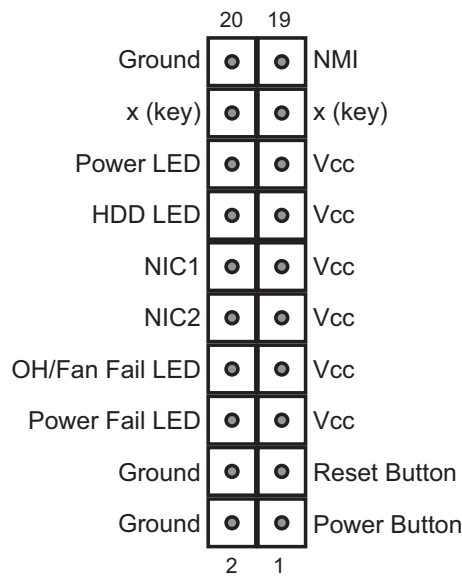 20 19
Ground NMI
x (key) x (key)
Power LED Vcc
HDD LED Vcc
NIC1 Vcc
NIC2 Vcc
OH/Fan Fail LED Vcc
Power Fail LED Vcc
Ground Reset Button
Ground Power Button
2 1